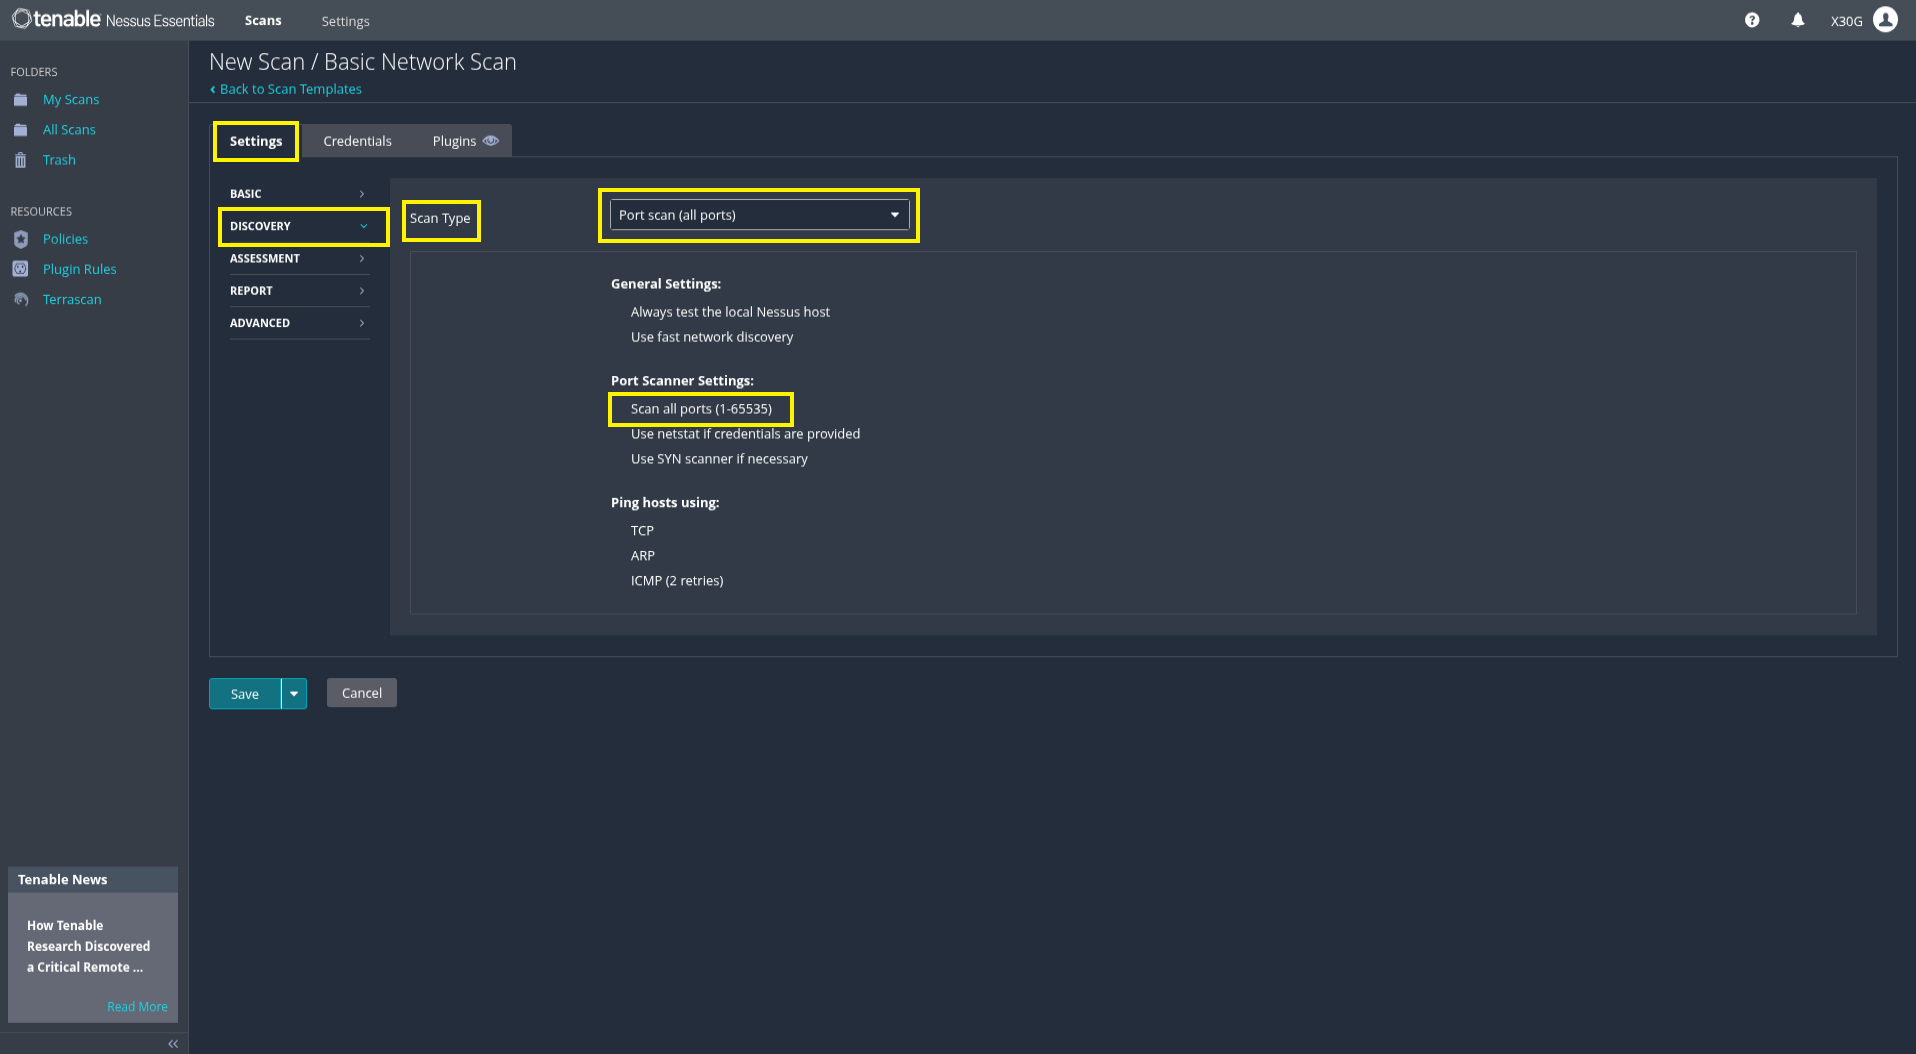 tenable Nessus Essentials Scans Settings X30G
FOLDERS
My Scans
All Scans
Trash
RESOURCES
Policies
Plugin Rules
Terrascan
New Scan / Basic Network Scan
‹ Back to Scan Templates
Settings Credentials Plugins
BASIC
DISCOVERY
ASSESSMENT
REPORT
ADVANCED
Scan Type Port scan (all ports)
General Settings:
Always test the local Nessus host
Use fast network discovery
Port Scanner Settings:
Scan all ports (1-65535)
Use netstat if credentials are provided
Use SYN scanner if necessary
Ping hosts using:
TCP
ARP
ICMP (2 retries)
Save Cancel
Tenable News
How Tenable
Research Discovered
a Critical Remote ...
Read More